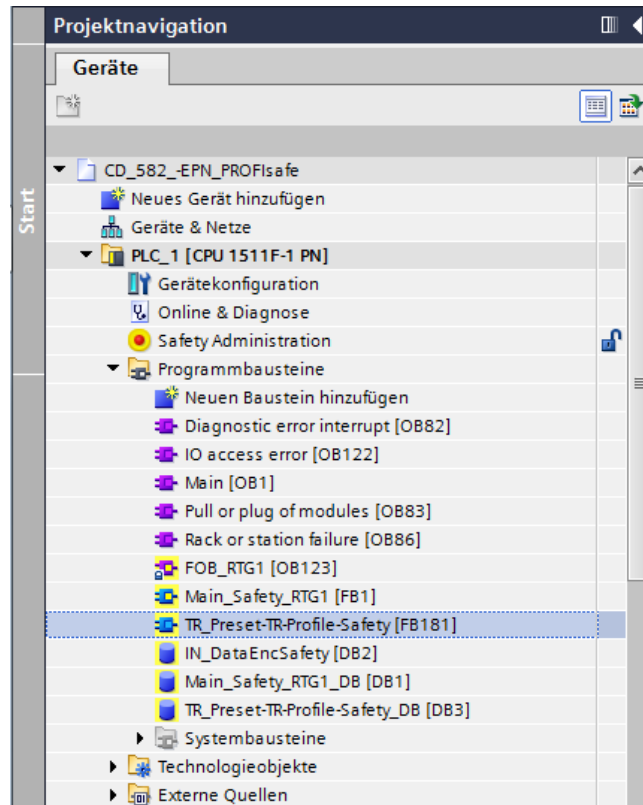 Projektnavigation
Geräte
Start
CD_582_-EPN_PROFIsafe
Neues Gerät hinzufügen
Geräte & Netze
PLC_1 [CPU 1511F-1 PN]
Gerätekonfiguration
Online & Diagnose
Safety Administration
Programmbausteine
Neuen Baustein hinzufügen
Diagnostic error interrupt [OB82]
IO access error [OB122]
Main [OB1]
Pull or plug of modules [OB83]
Rack or station failure [OB86]
FOB_RTG1 [OB123]
Main_Safety_RTG1 [FB1]
TR_Preset-TR-Profile-Safety [FB181]
IN_DataEncSafety [DB2]
Main_Safety_RTG1_DB [DB1]
TR_Preset-TR-Profile-Safety_DB [DB3]
Systembausteine
Technologieobjekte
Externe Quellen